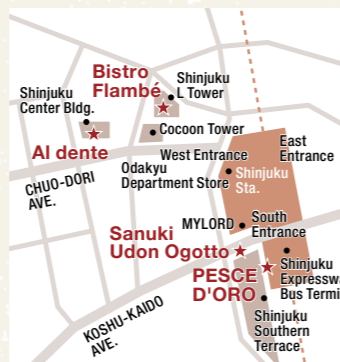 Bistro
Flambé
Shinjuku
L Tower
Shinjuku
Center Bldg.
Al dente
Cocoon Tower
East
Entrance
West Entrance
Odakyu
Department Store
Shinjuku
Sta.
CHUO-DORI
AVE.
MYLORD
South
Entrance
Sanuki
Udon Ogotto
PESCE
D'ORO
Shinjuku
Expressw
Bus Termi
KOSHU-KAIDO
AVE.
Shinjuku
Southern
Terrace